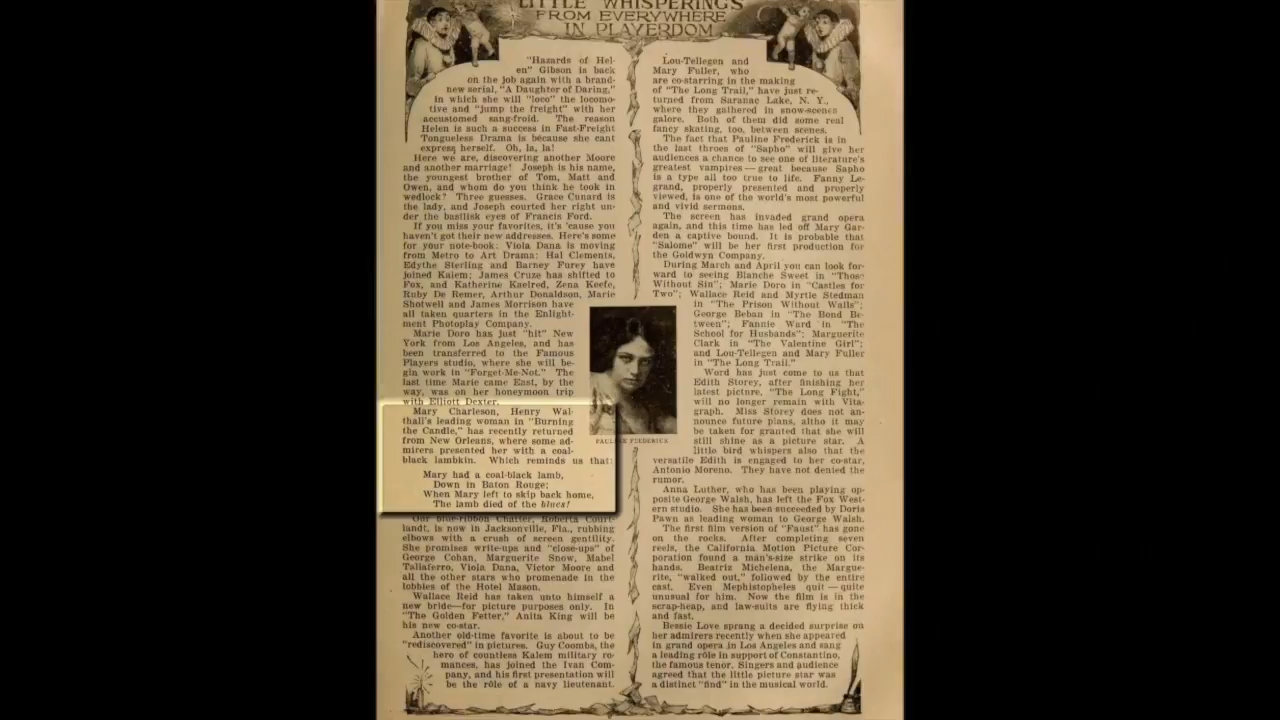 LITTLE WHISPERINGS
FROM EVERYWHERE
IN PLAYERDOM
"Hazards of Hel-
en" Gibson is back
on the job again with a brand-
new serial, "A Daughter of Daring,"
in which she will "loco" the locomo-
tive and "jump the freight" with her
accustomed sang-froid. The reason
Helen is such a success in Fast-Freight
Tongueless Drama is because she cant
express herself. Oh, la, la!
Here we are, discovering another Moore
and another marriage! Joseph is his name,
the youngest brother of Tom, Matt and
Owen, and whom do you think he took in
wedlock? Three guesses. Grace Cunard is
the lady, and Joseph courted her right un-
der the basilisk eyes of Francis Ford.
If you miss your favorites, it's 'cause you
haven't got their new addresses. Here's some
for your note-book: Viola Dana is moving
from Metro to Art Drama; Hal Clements,
Edythe Sterling and Barney Furey have
joined Kalem; James Cruze has shifted to
Fox, and Katherine Kaelred, Zena Keefe,
Ruby De Remer, Arthur Donaldson, Marie
Shotwell and James Morrison have
all taken quarters in the Enlight-
ment Photoplay Company.
Marie Doro has just "hit" New
York from Los Angeles, and has
been transferred to the Famous
Players studio, where she will be-
gin work in "Forget-Me-Not." The
last time Marie came East, by the
way, was on her honeymoon trip
with Elliott Dexter.
Mary Charleson, Henry Wal-
thall's leading woman in "Burning
the Candle," has recently returned
from New Orleans, where some ad-
mirers presented her with a coal-
black lambkin. Which reminds us that:
Mary had a coal-black lamb,
Down in Baton Rouge;
When Mary left to skip back home,
The lamb died of the blues!
Our blue-ribbon Chatter, Roberta Court-
landt, is now in Jacksonville, Fla., rubbing
elbows with a crush of screen gentility.
She promises write-ups and "close-ups" of
George Cohan, Marguerite Snow, Mabel
Taliaferro, Viola Dana, Victor Moore and
all the other stars who promenade in the
lobbies of the Hotel Mason.
Wallace Reid has taken unto himself a
new bride—for picture purposes only. In
"The Golden Fetter," Anita King will be
his new co-star.
Another old-time favorite is about to be
"rediscovered" in pictures. Guy Coombs, the
hero of countless Kalem military ro-
mances, has joined the Ivan Com-
pany, and his first presentation will
be the rôle of a navy lieutenant.
PAULINE FREDERICK
Lou-Tellegen and
Mary Fuller, who
are co-starring in the making
of "The Long Trail," have just re-
turned from Saranac Lake, N. Y.,
where they gathered in snow-scenes
galore. Both of them did some real
fancy skating, too, between scenes.
The fact that Pauline Frederick is in
the last throes of "Sapho" will give her
audiences a chance to see one of literature's
greatest vampires—great because Sapho
is a type all too true to life. Fanny Le-
grand, properly presented and properly
viewed, is one of the world's most powerful
and vivid sermons.
The screen has invaded grand opera
again, and this time has led off Mary Gar-
den a captive bound. It is probable that
"Salome" will be her first production for
the Goldwyn Company.
During March and April you can look for-
ward to seeing Blanche Sweet in "Those
Without Sin"; Marie Doro in "Castles for
Two"; Wallace Reid and Myrtle Stedman
in "The Prison Without Walls";
George Beban in "The Bond Be-
tween"; Fannie Ward in "The
School for Husbands"; Marguerite
Clark in "The Valentine Girl";
and Lou-Tellegen and Mary Fuller
in "The Long Trail."
Word has just come to us that
Edith Storey, after finishing her
latest picture, "The Long Fight,"
will no longer remain with Vita-
graph. Miss Storey does not an-
nounce future plans, altho it may
be taken for granted that she will
still shine as a picture star. A
little bird whispers also that the
versatile Edith is engaged to her co-star,
Antonio Moreno. They have not denied the
rumor.
Anna Luther, who has been playing op-
posite George Walsh, has left the Fox West-
ern studio. She has been succeeded by Doris
Pawn as leading woman to George Walsh.
The first film version of "Faust" has gone
on the rocks. After completing seven
reels, the California Motion Picture Cor-
poration found a man's-size strike on its
hands. Beatriz Michelena, the Margue-
rite, "walked out," followed by the entire
cast. Even Mephistopheles quit—quite
unusual for him. Now the film is in the
scrap-heap, and law-suits are flying thick
and fast.
Bessie Love sprang a decided surprise on
her admirers recently when she appeared
in grand opera in Los Angeles and sang
a leading rôle in support of Constantino,
the famous tenor. Singers and audience
agreed that the little picture star was
a distinct "find" in the musical world.